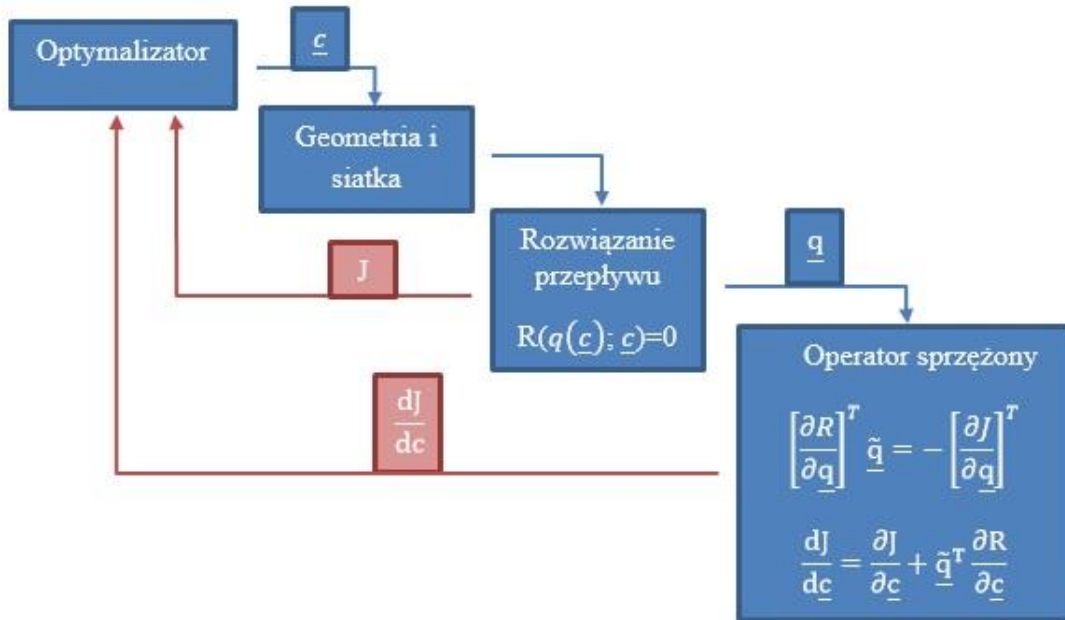 Optymalizator
c
Geometria i
siatka
J
Rozwiązanie
przepływu
R(q(c); c)=0
q
dJ
dc
Operator sprzężony
[∂R/∂q]ᵀ q̃ = −[∂J/∂q]ᵀ
dJ/dc = ∂J/∂c + q̃ᵀ ∂R/∂c